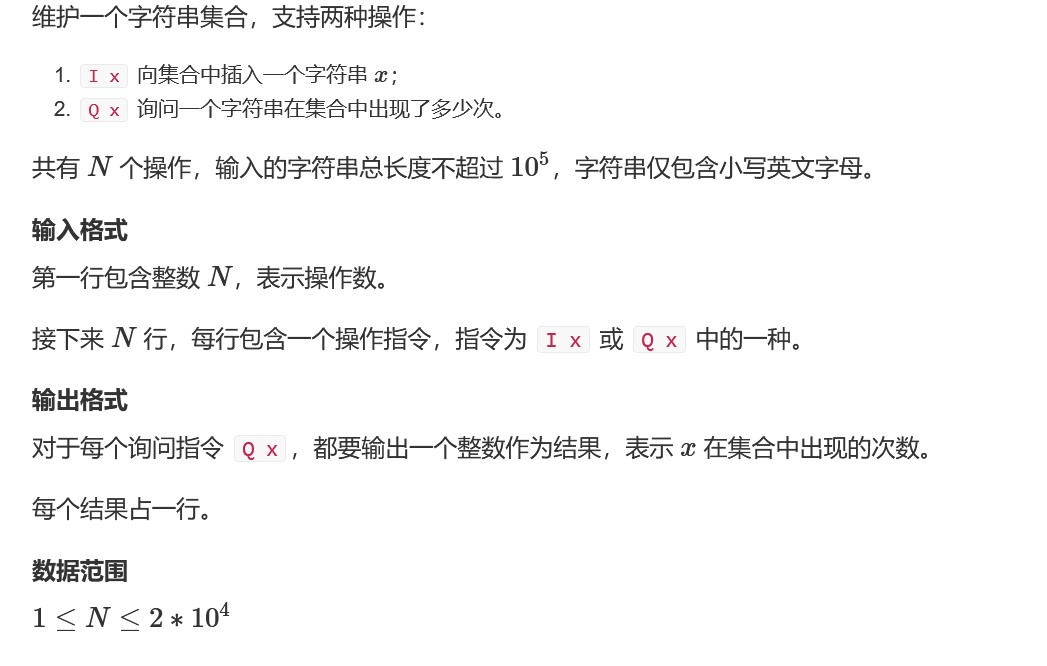 维护一个字符串集合，支持两种操作：
1. I x 向集合中插入一个字符串 x；
2. Q x 询问一个字符串在集合中出现了多少次。
共有 N 个操作，输入的字符串总长度不超过 10^5，字符串仅包含小写英文字母。
输入格式
第一行包含整数 N，表示操作数。
接下来 N 行，每行包含一个操作指令，指令为 I x 或 Q x 中的一种。
输出格式
对于每个询问指令 Q x，都要输出一个整数作为结果，表示 x 在集合中出现的次数。
每个结果占一行。
数据范围
1 ≤ N ≤ 2 * 10^4